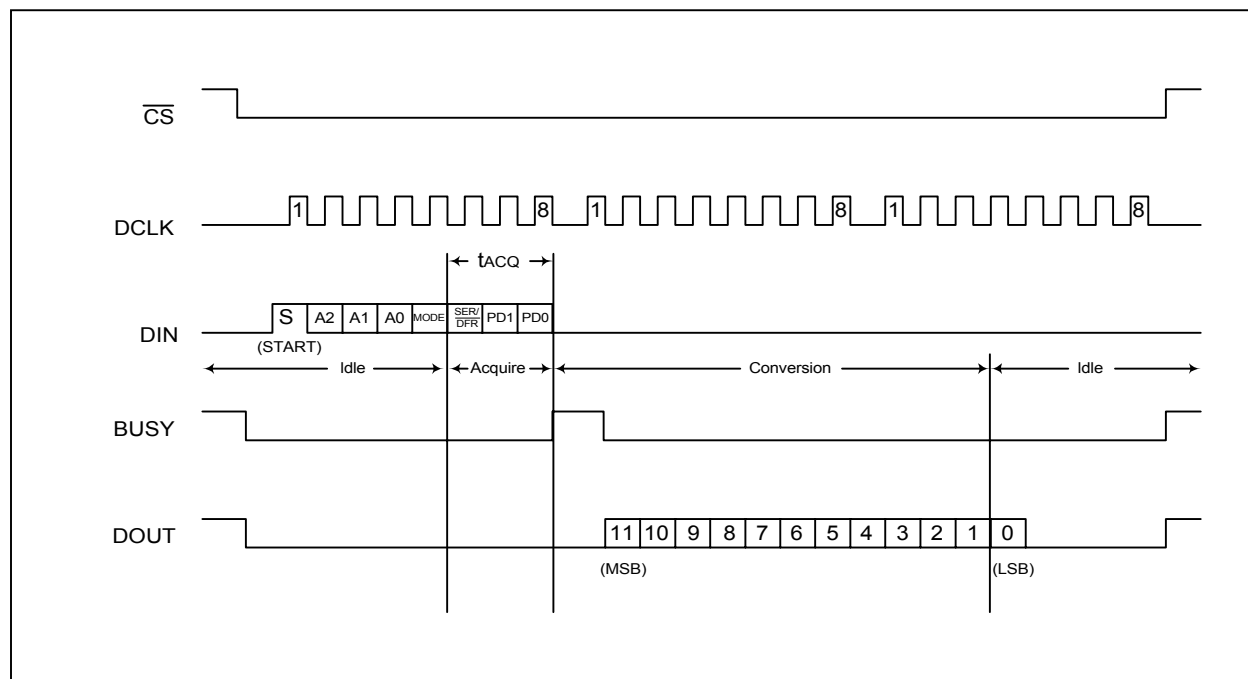 CS
DCLK
1 8 1 8 1 8
tACQ
DIN
S A2 A1 A0 MODE SER/DFR PD1 PD0
(START)
Idle Acquire Conversion Idle
BUSY
DOUT
11 10 9 8 7 6 5 4 3 2 1 0
(MSB) (LSB)